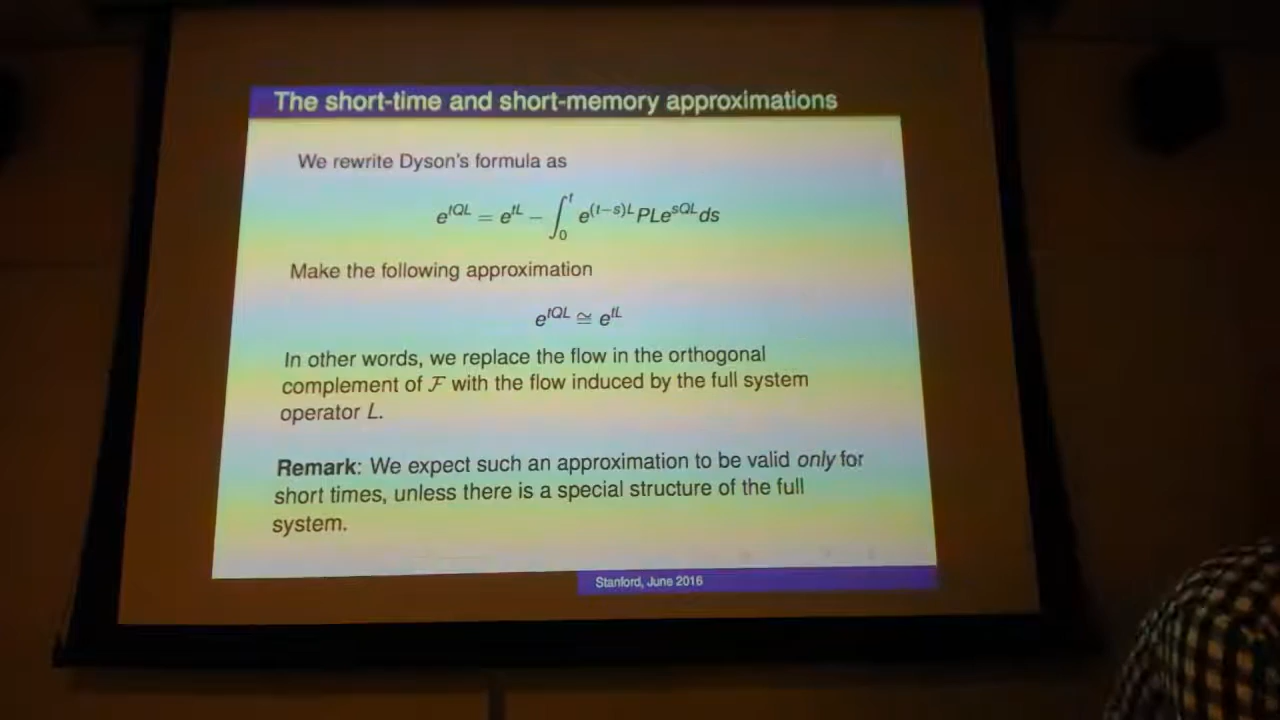 The short-time and short-memory approximations
We rewrite Dyson's formula as
e^{tQL} = e^{tL} − ∫_0^t e^{(t−s)L} PLe^{sQL} ds
Make the following approximation
e^{tQL} ≅ e^{tL}
In other words, we replace the flow in the orthogonal
complement of ℱ with the flow induced by the full system
operator L.
Remark: We expect such an approximation to be valid only for
short times, unless there is a special structure of the full
system.
Stanford, June 2016